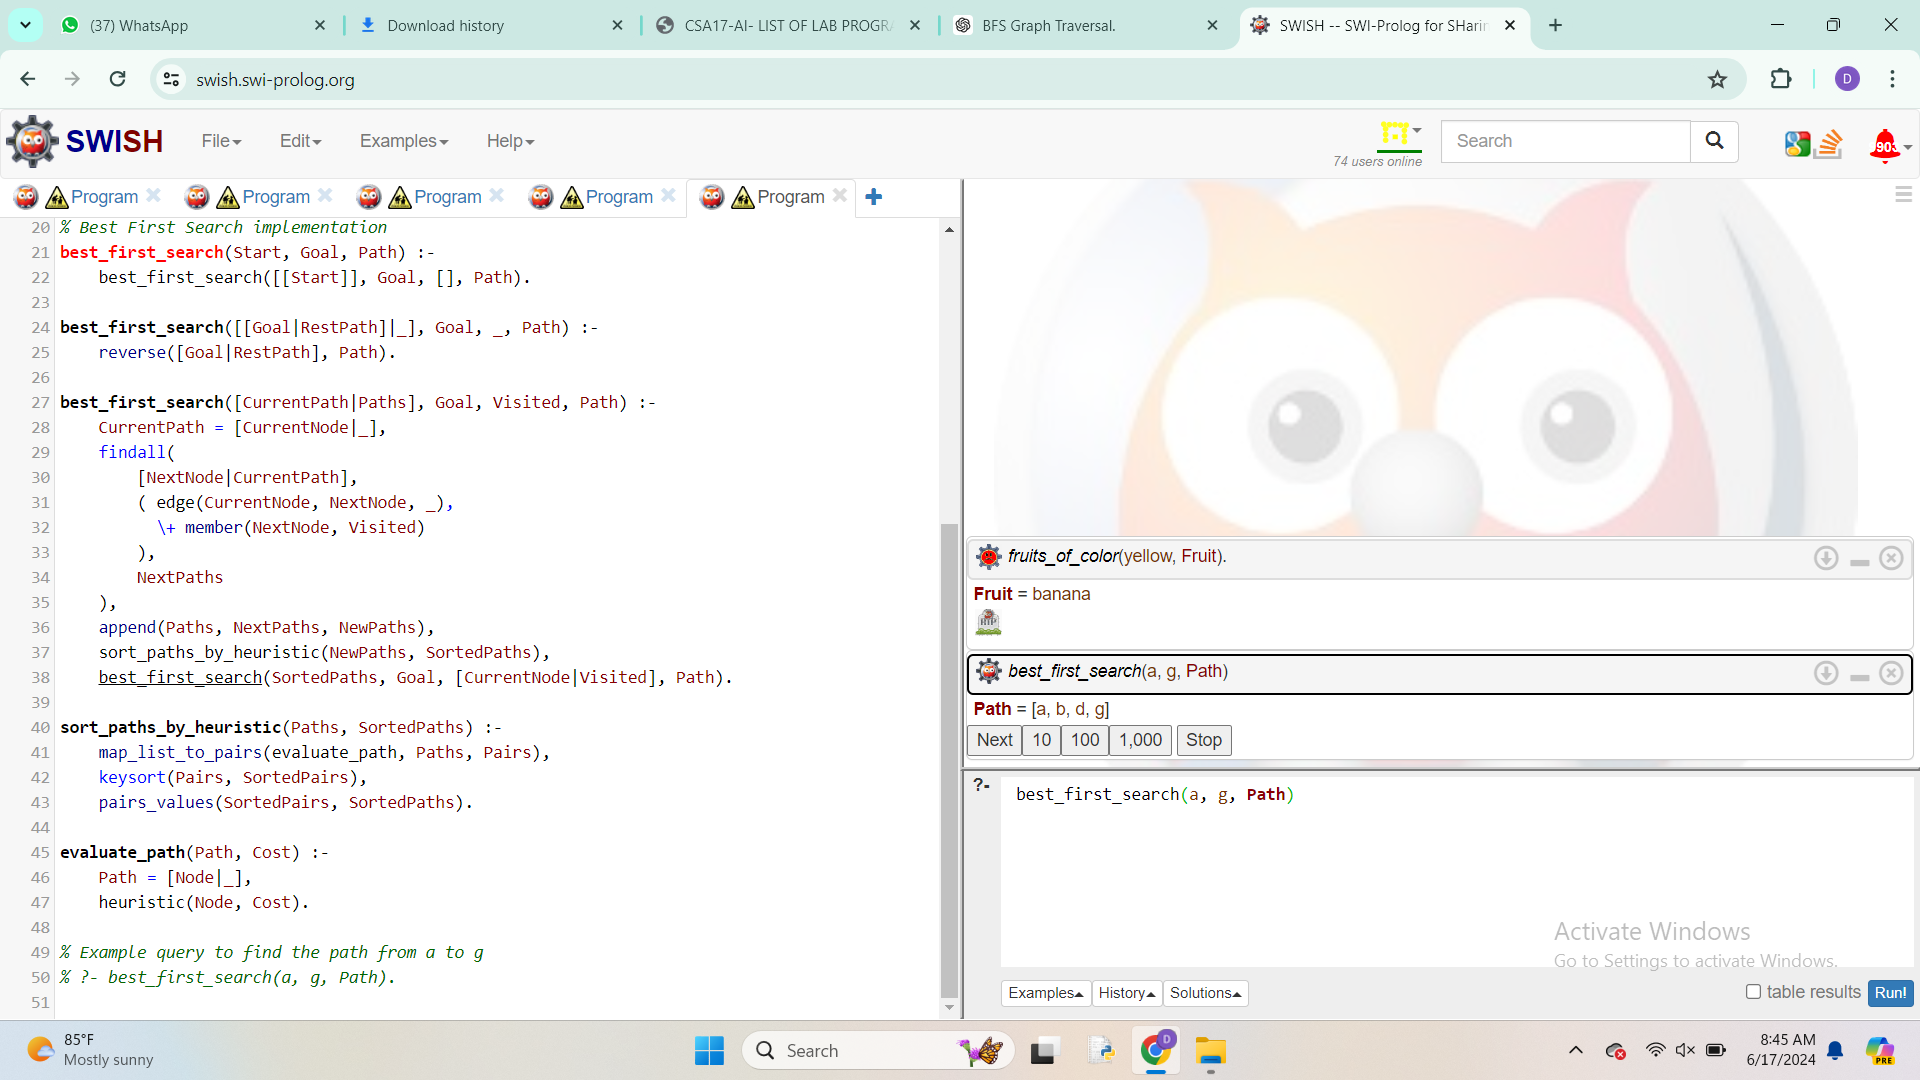 (37) WhatsApp
Download history
CSA17-AI- LIST OF LAB PROGRA
BFS Graph Traversal.
SWISH -- SWI-Prolog for SHarin
swish.swi-prolog.org
D
SWISH
File
Edit
Examples
Help
74 users online
Search
903
Program
Program
Program
Program
Program
20 % Best First Search implementation
21 best_first_search(Start, Goal, Path) :-
22 best_first_search([[Start]], Goal, [], Path).
23
24 best_first_search([[Goal|RestPath]|_], Goal, _, Path) :-
25 reverse([Goal|RestPath], Path).
26
27 best_first_search([CurrentPath|Paths], Goal, Visited, Path) :-
28 CurrentPath = [CurrentNode|_],
29 findall(
30 [NextNode|CurrentPath],
31 ( edge(CurrentNode, NextNode, _),
32 \+ member(NextNode, Visited)
33 ),
34 NextPaths
35 ),
36 append(Paths, NextPaths, NewPaths),
37 sort_paths_by_heuristic(NewPaths, SortedPaths),
38 best_first_search(SortedPaths, Goal, [CurrentNode|Visited], Path).
39
40 sort_paths_by_heuristic(Paths, SortedPaths) :-
41 map_list_to_pairs(evaluate_path, Paths, Pairs),
42 keysort(Pairs, SortedPairs),
43 pairs_values(SortedPairs, SortedPaths).
44
45 evaluate_path(Path, Cost) :-
46 Path = [Node|_],
47 heuristic(Node, Cost).
48
49 % Example query to find the path from a to g
50 % ?- best_first_search(a, g, Path).
51
fruits_of_color(yellow, Fruit).
Fruit = banana
RIP
best_first_search(a, g, Path)
Path = [a, b, d, g]
Next
10
100
1,000
Stop
?-
best_first_search(a, g, Path)
Activate Windows
Go to Settings to activate Windows.
Examples
History
Solutions
table results
Run!
85°F
Mostly sunny
Search
D
8:45 AM
6/17/2024
PRE